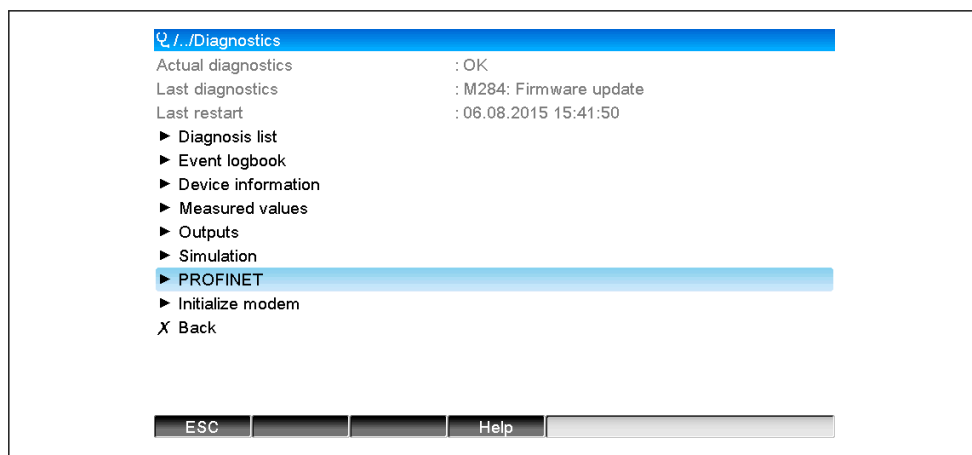 /../Diagnostics
Actual diagnostics : OK
Last diagnostics : M284: Firmware update
Last restart : 06.08.2015 15:41:50
► Diagnosis list
► Event logbook
► Device information
► Measured values
► Outputs
► Simulation
► PROFINET
► Initialize modem
X Back
ESC Help